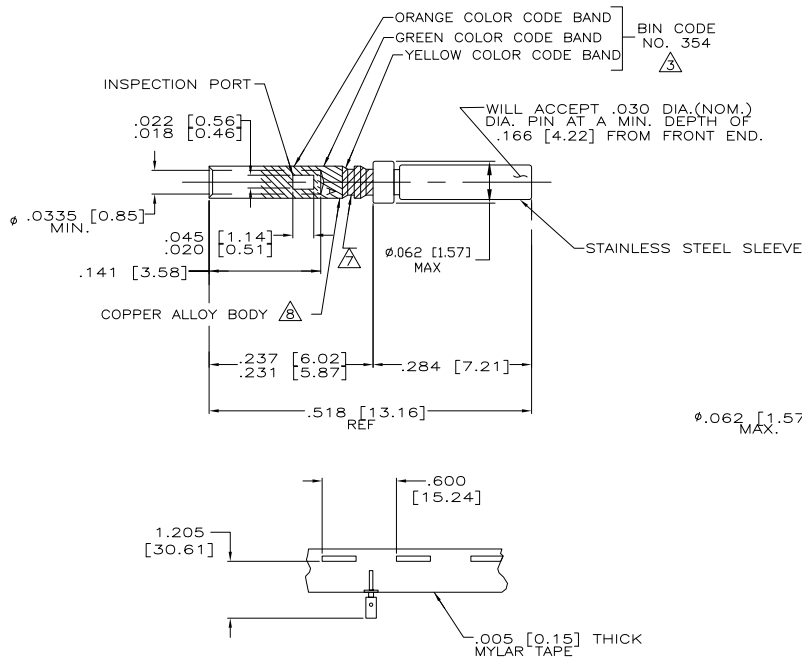 ORANGE COLOR CODE BAND
GREEN COLOR CODE BAND
YELLOW COLOR CODE BAND
BIN CODE
NO. 354
3
INSPECTION PORT
.022 [0.56]
.018 [0.46]
WILL ACCEPT .030 DIA.(NOM.)
DIA. PIN AT A MIN. DEPTH OF
.166 [4.22] FROM FRONT END.
A
ø .0335 [0.85]
MIN.
.045 [1.14]
.020 [0.51]
7
ø.062 [1.57]
MAX
STAINLESS STEEL SLEEVE
.141 [3.58]
COPPER ALLOY BODY 8
.237 [6.02]
.231 [5.87]
.284 [7.21]
.518 [13.16]
REF
ø.062 [1.57
MAX.
.600
[15.24]
1.205
[30.61]
.005 [0.15] THICK
MYLAR TAPE